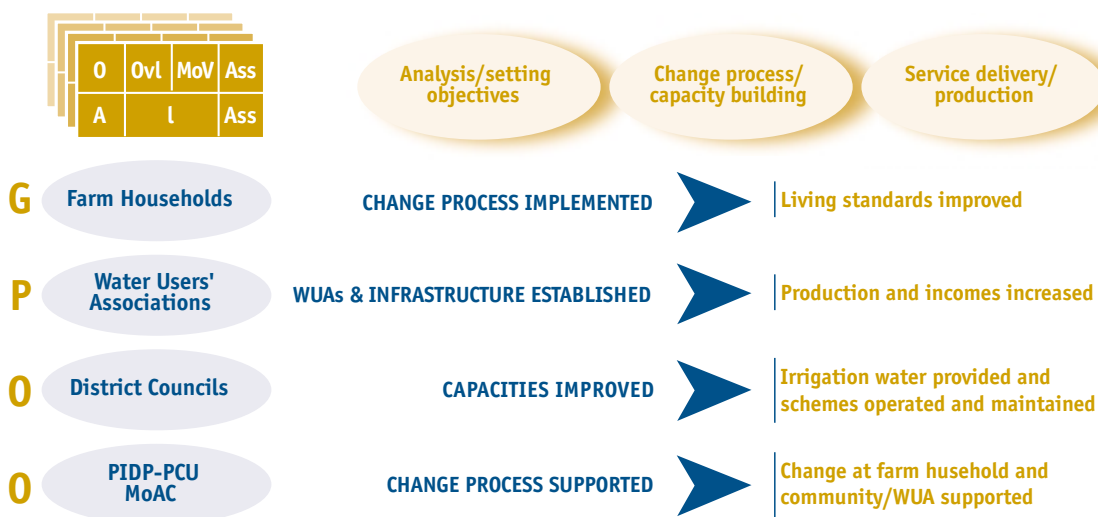 O Ovl MoV Ass
A l Ass
Analysis/setting
objectives
Change process/
capacity building
Service delivery/
production
G Farm Households CHANGE PROCESS IMPLEMENTED Living standards improved
P Water Users'
Associations
WUAs & INFRASTRUCTURE ESTABLISHED Production and incomes increased
O District Councils CAPACITIES IMPROVED Irrigation water provided and
schemes operated and maintained
O PIDP-PCU
MoAC
CHANGE PROCESS SUPPORTED Change at farm husehold and
community/WUA supported